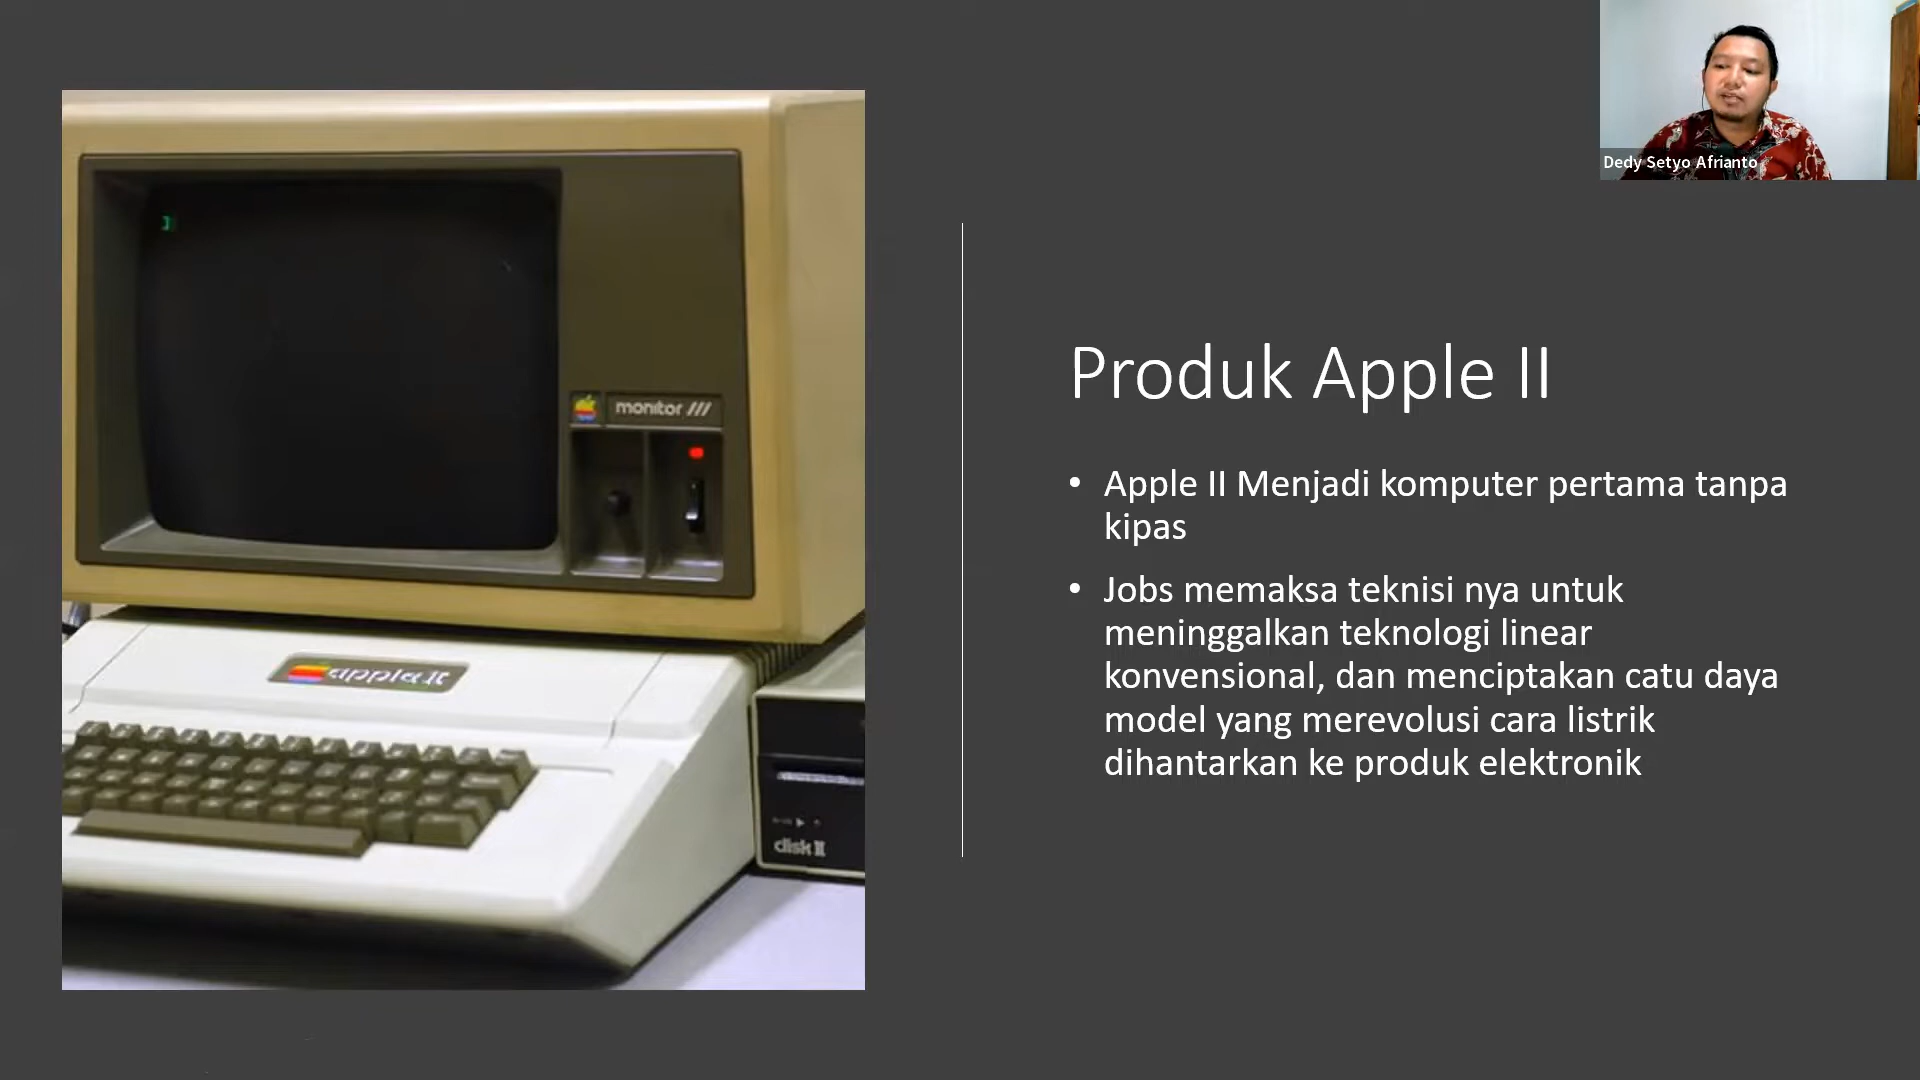 Dedy Setyo Afrianto
monitor ///
apple ][
disk ][
Produk Apple II
• Apple II Menjadi komputer pertama tanpa
kipas
• Jobs memaksa teknisi nya untuk
meninggalkan teknologi linear
konvensional, dan menciptakan catu daya
model yang merevolusi cara listrik
dihantarkan ke produk elektronik